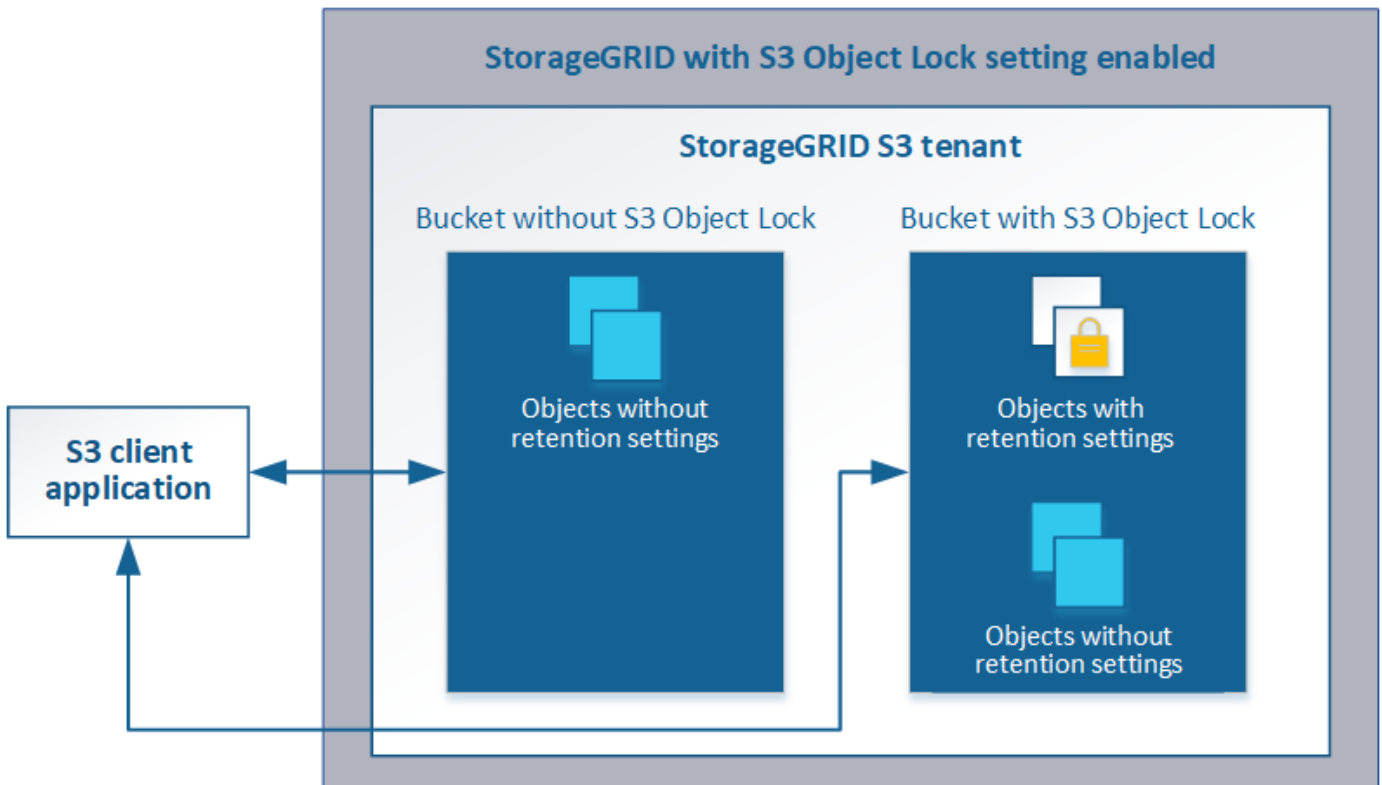 StorageGRID with S3 Object Lock setting enabled
StorageGRID S3 tenant
Bucket without S3 Object Lock
Bucket with S3 Object Lock
Objects without
retention settings
Objects with
retention settings
S3 client
application
Objects without
retention settings